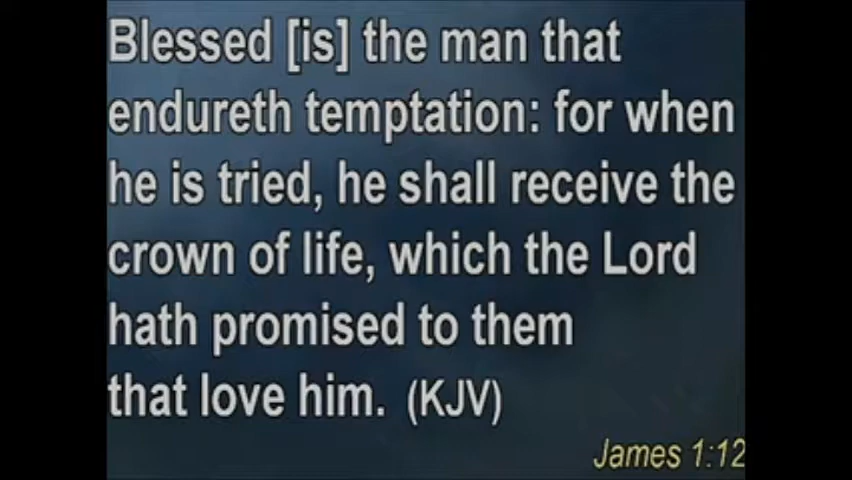 Blessed [is] the man that
endureth temptation: for when
he is tried, he shall receive the
crown of life, which the Lord
hath promised to them
that love him. (KJV)
James 1:12